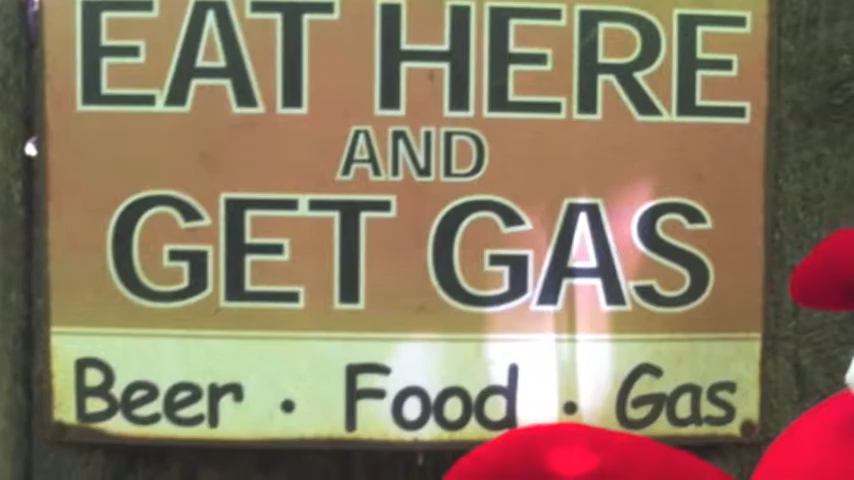 EAT HERE
AND
GET GAS
Beer · Food · Gas